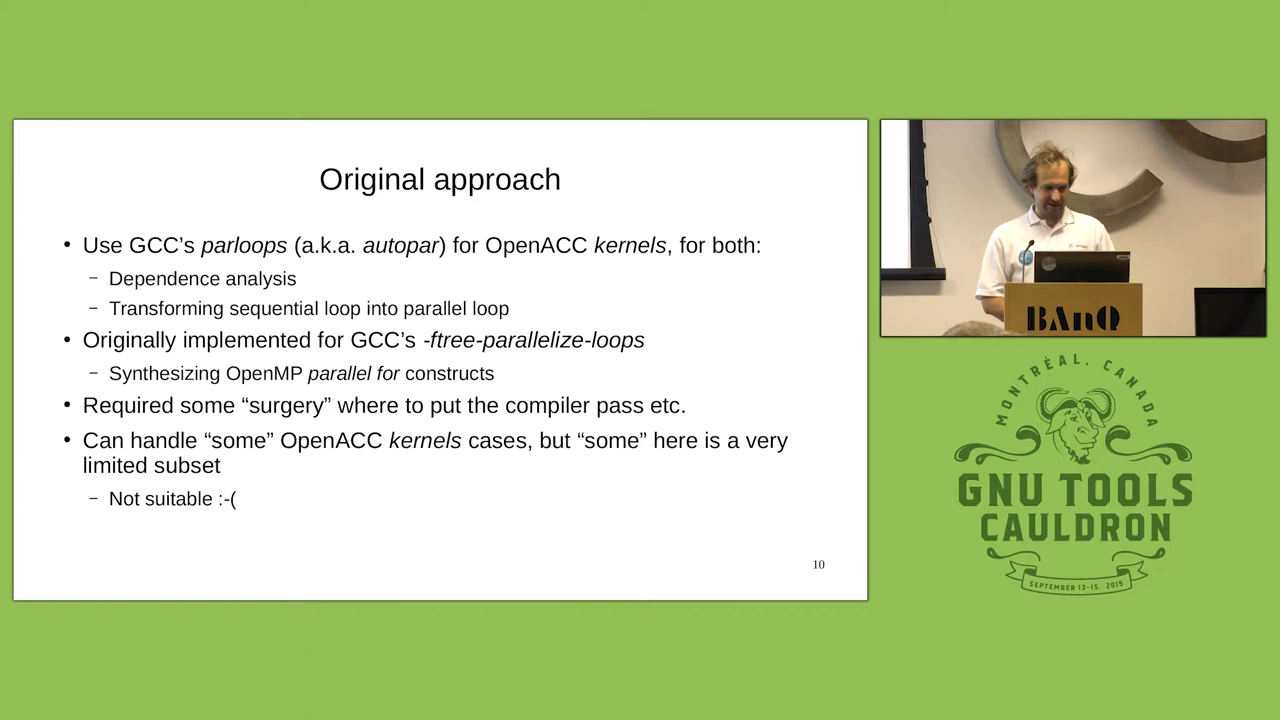 Original approach
• Use GCC’s parloops (a.k.a. autopar) for OpenACC kernels, for both:
– Dependence analysis
– Transforming sequential loop into parallel loop
• Originally implemented for GCC’s -ftree-parallelize-loops
– Synthesizing OpenMP parallel for constructs
• Required some “surgery” where to put the compiler pass etc.
• Can handle “some” OpenACC kernels cases, but “some” here is a very
limited subset
– Not suitable :-(
10
BAnQ
MONTRÉAL, CANADA
GNU TOOLS
CAULDRON
SEPTEMBER 13-15, 2019